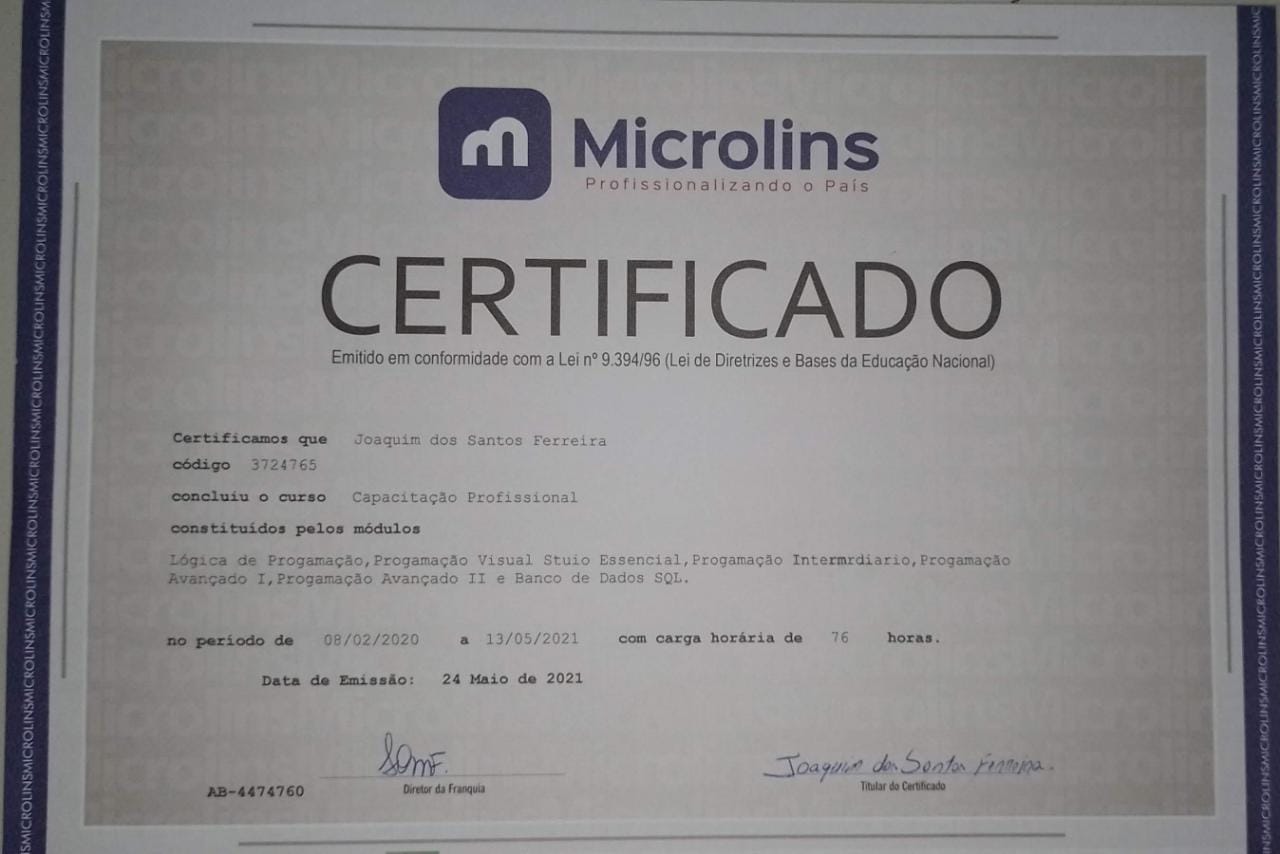 Microlins
Profissionalizando o País
CERTIFICADO
Emitido em conformidade com a Lei nº 9.394/96 (Lei de Diretrizes e Bases da Educação Nacional)
Certificamos que Joaquim dos Santos Ferreira
código 3724765
concluiu o curso Capacitação Profissional
constituídos pelos módulos
Lógica de Progamação,Progamação Visual Stuio Essencial,Progamação Intermrdiario,Progamação
Avançado I,Progamação Avançado II e Banco de Dados SQL.
no período de 08/02/2020 a 13/05/2021 com carga horária de 76 horas.
Data de Emissão: 24 Maio de 2021
Joaquim dos Santos Ferreira.
AB-4474760 Diretor da Franquia Titular do Certificado